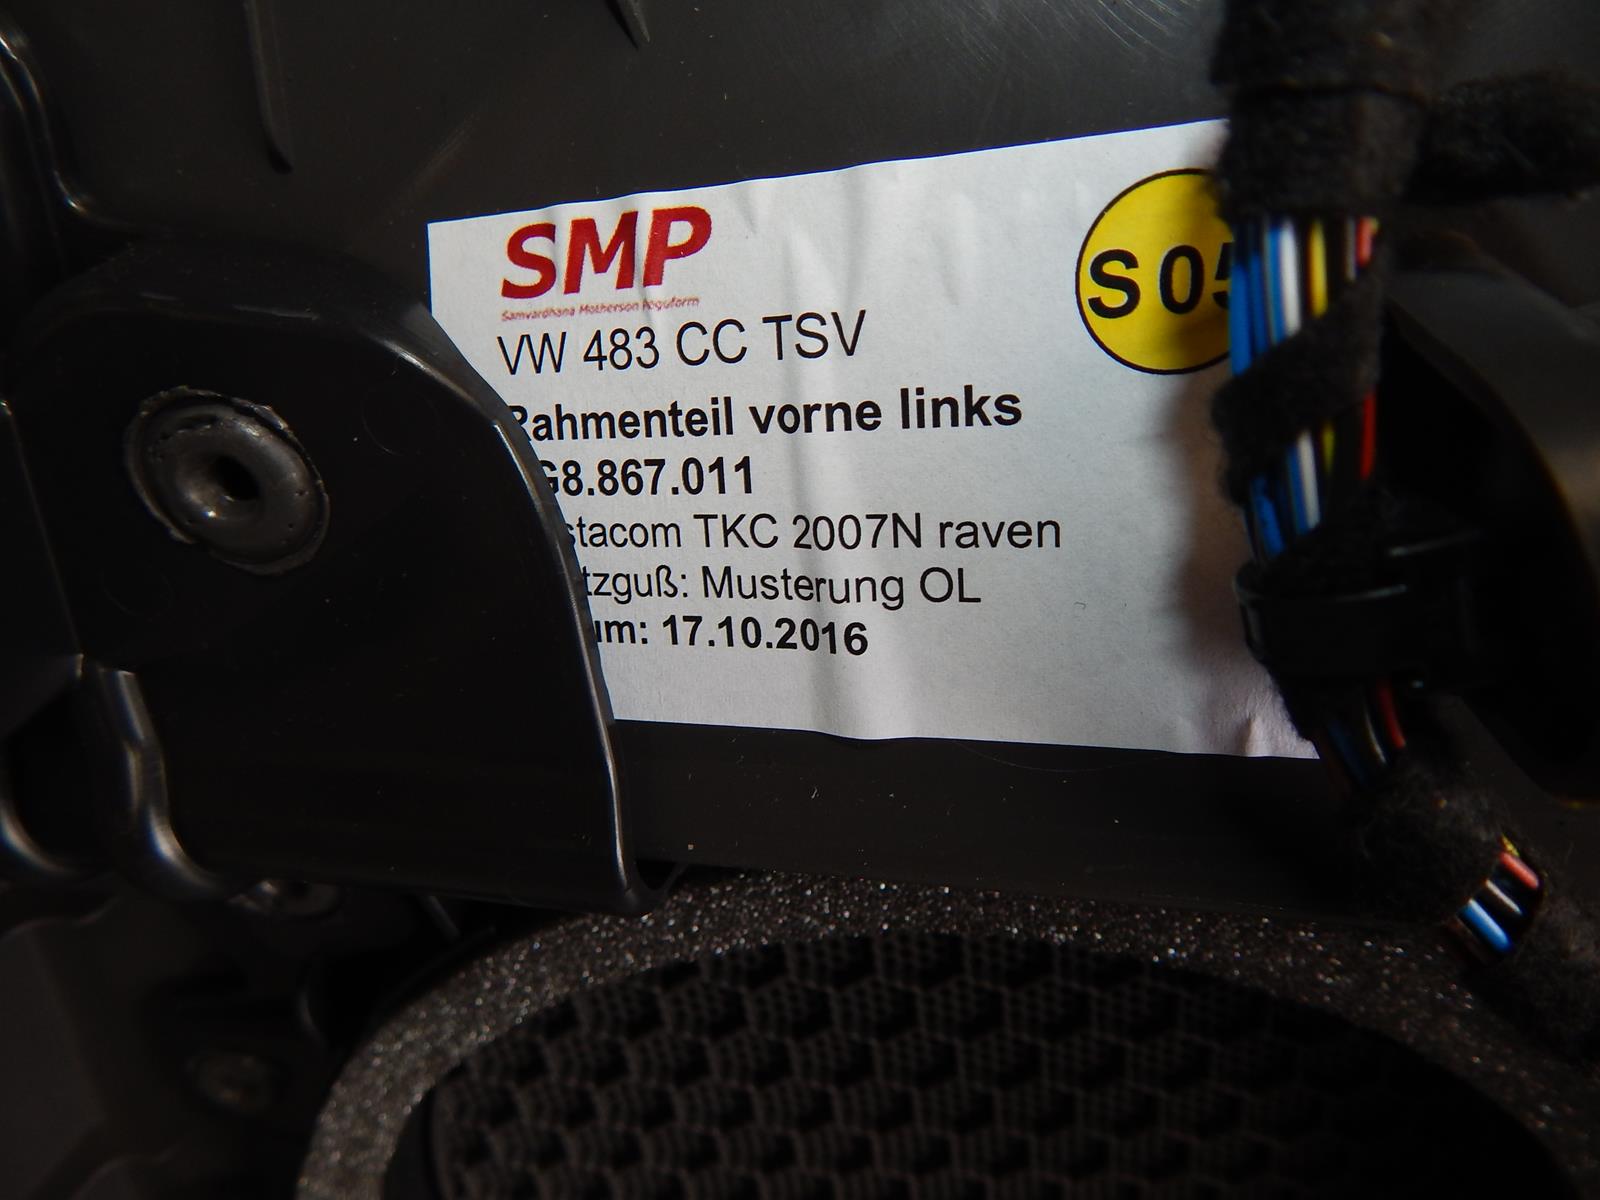 SMP
Samvardhana Motherson Peguform
S 05
VW 483 CC TSV
Rahmenteil vorne links
G8.867.011
stacom TKC 2007N raven
tzguß: Musterung OL
um: 17.10.2016